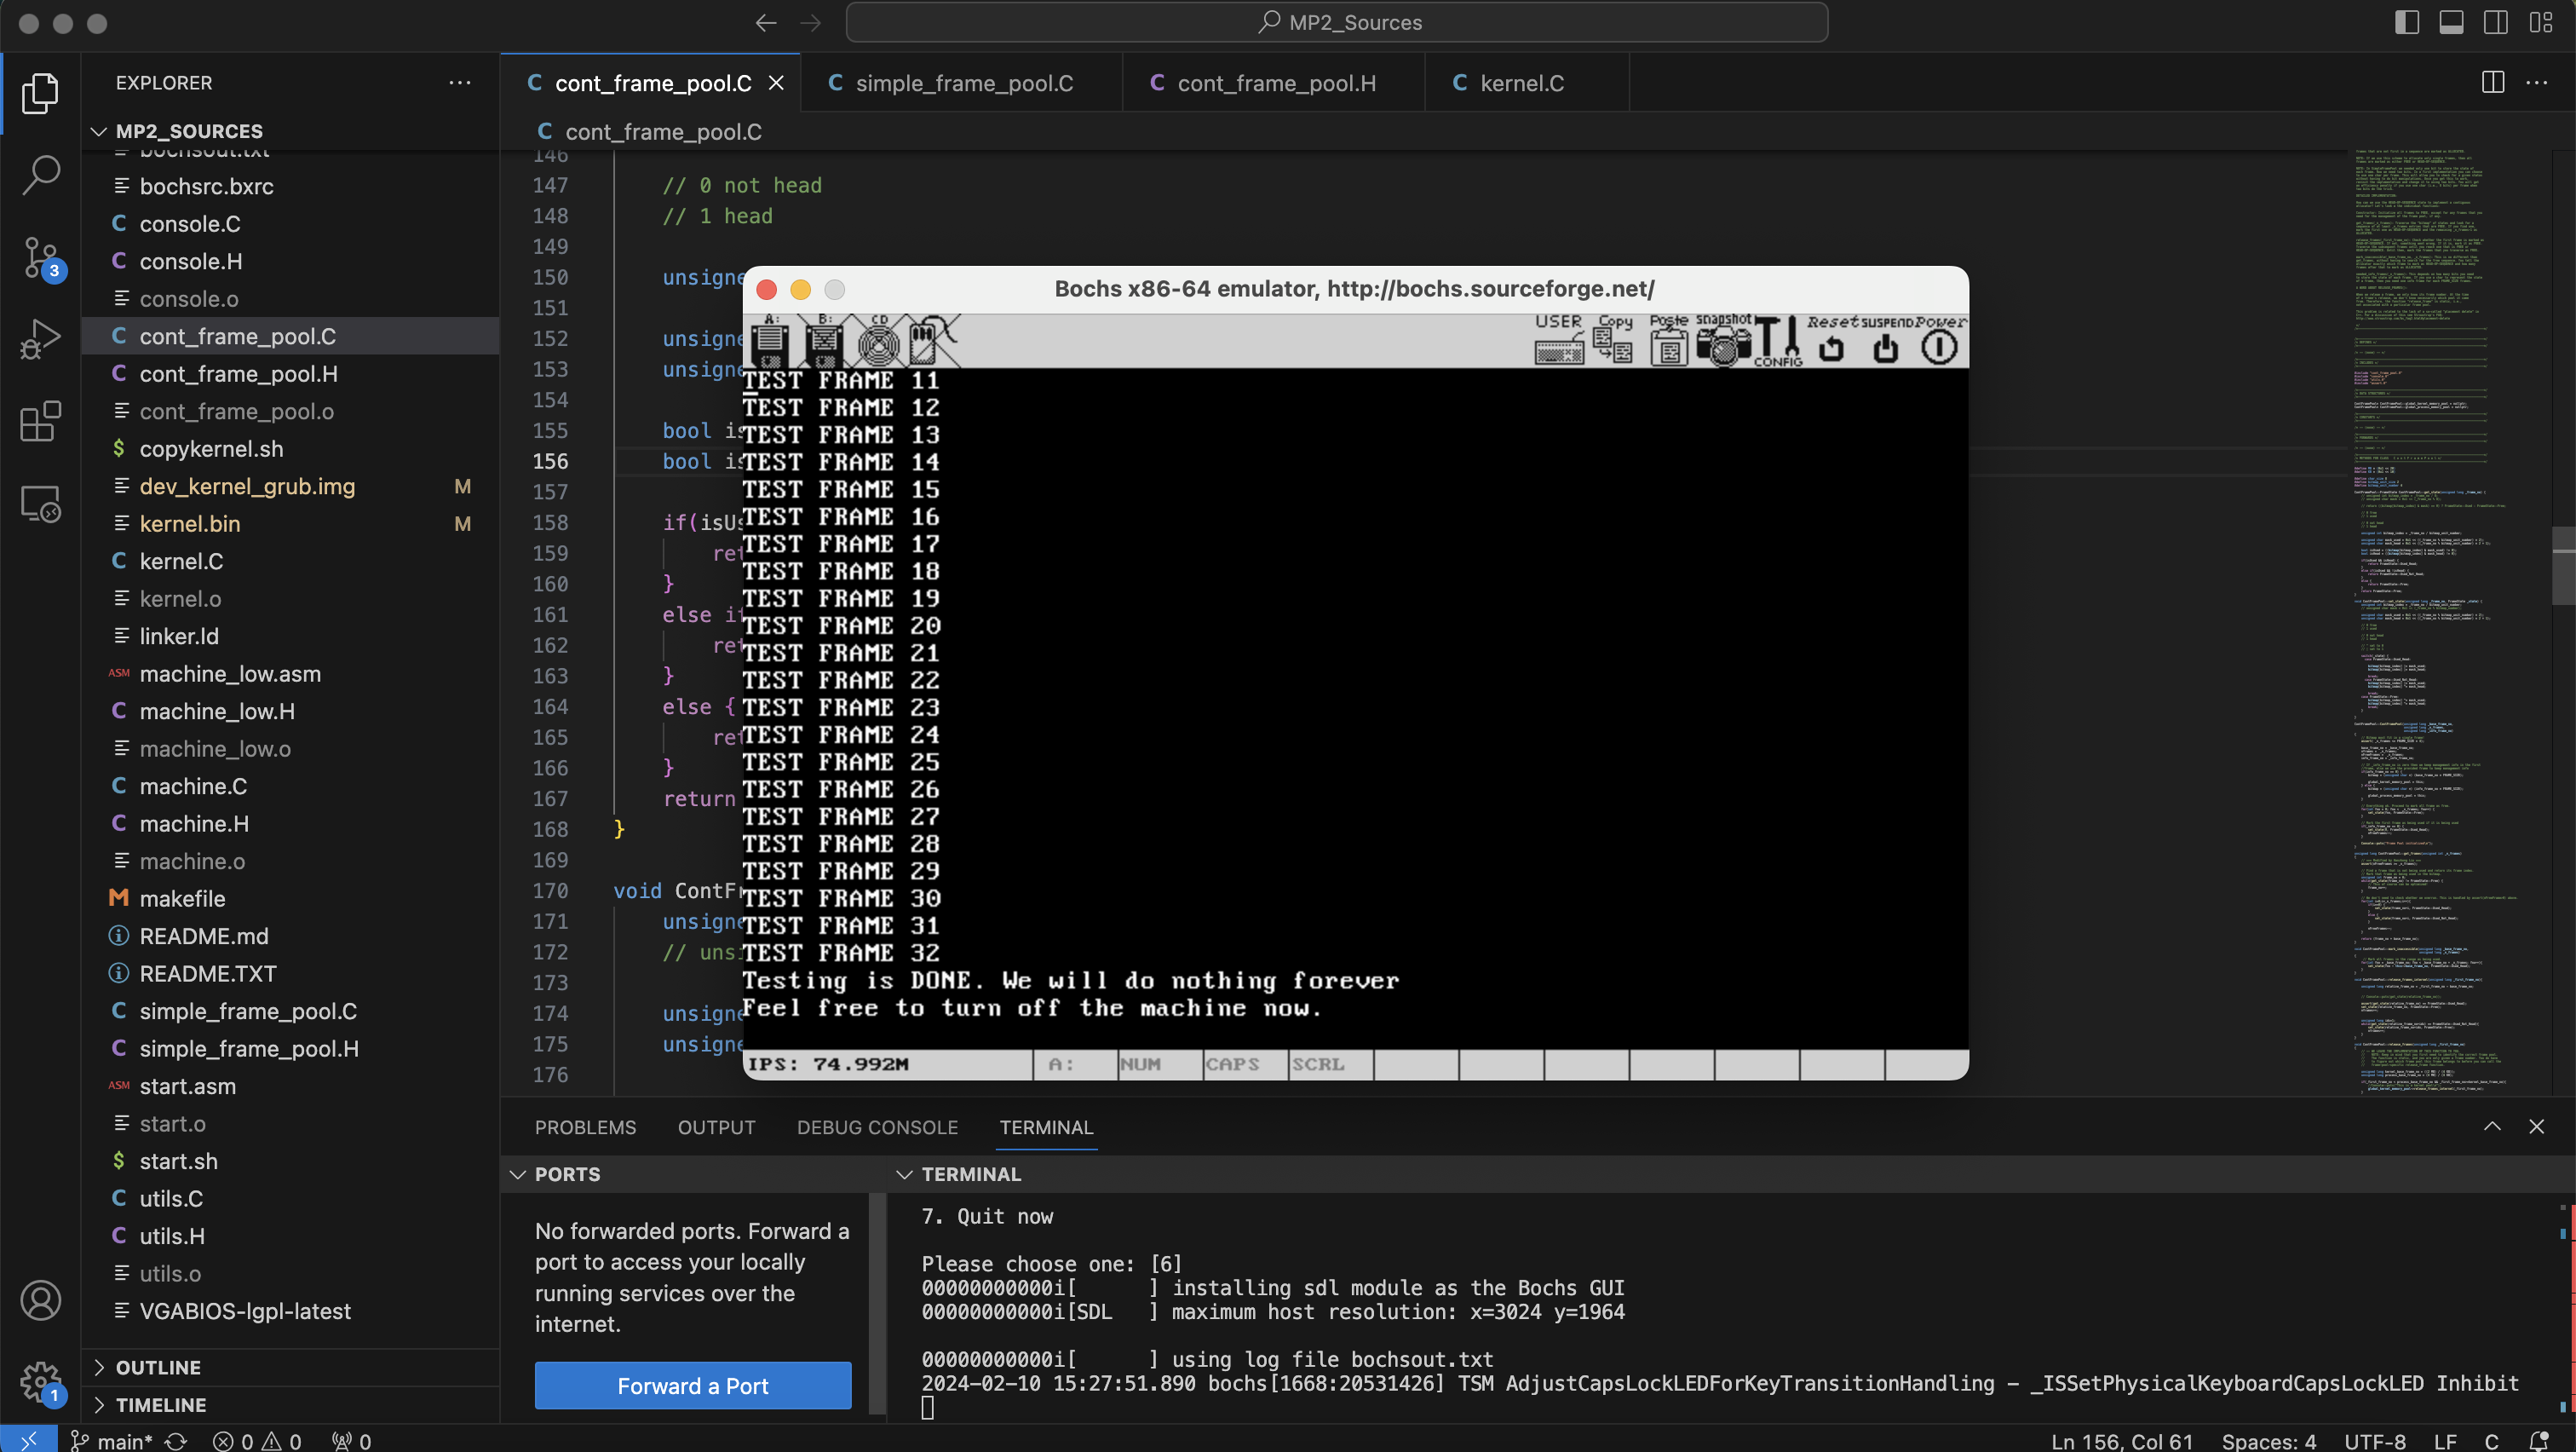 MP2_Sources
EXPLORER
cont_frame_pool.C
simple_frame_pool.C
cont_frame_pool.H
kernel.C
MP2_SOURCES
cont_frame_pool.C
bochsout.txt
bochsrc.bxrc
console.C
console.H
console.o
cont_frame_pool.C
cont_frame_pool.H
cont_frame_pool.o
copykernel.sh
dev_kernel_grub.img M
kernel.bin M
kernel.C
kernel.o
linker.ld
machine_low.asm
machine_low.H
machine_low.o
machine.C
machine.H
machine.o
makefile
README.md
README.TXT
simple_frame_pool.C
simple_frame_pool.H
start.asm
start.o
start.sh
utils.C
utils.H
utils.o
VGABIOS-lgpl-latest
OUTLINE
TIMELINE
3
1
146
147 // 0 not head
148 // 1 head
149
150 unsigne
151
152 unsigne
153 unsigne
154
155 bool is
156 bool is
157
158 if(isUs
159 ret
160 }
161 else if
162 ret
163 }
164 else {
165 ret
166 }
167 return
168 }
169
170 void ContFr
171 unsigne
172 // unsi
173
174 unsigne
175 unsigne
176
Bochs x86-64 emulator, http://bochs.sourceforge.net/
A: B: CD USER Copy Paste snapshot CONFIG Reset SUSPEND Power
TEST FRAME 11
TEST FRAME 12
TEST FRAME 13
TEST FRAME 14
TEST FRAME 15
TEST FRAME 16
TEST FRAME 17
TEST FRAME 18
TEST FRAME 19
TEST FRAME 20
TEST FRAME 21
TEST FRAME 22
TEST FRAME 23
TEST FRAME 24
TEST FRAME 25
TEST FRAME 26
TEST FRAME 27
TEST FRAME 28
TEST FRAME 29
TEST FRAME 30
TEST FRAME 31
TEST FRAME 32
Testing is DONE. We will do nothing forever
Feel free to turn off the machine now.
IPS: 74.992M A: NUM CAPS SCRL
PROBLEMS OUTPUT DEBUG CONSOLE TERMINAL
PORTS
No forwarded ports. Forward a
port to access your locally
running services over the
internet.
Forward a Port
TERMINAL
7. Quit now
Please choose one: [6]
00000000000i[      ] installing sdl module as the Bochs GUI
00000000000i[SDL   ] maximum host resolution: x=3024 y=1964
00000000000i[      ] using log file bochsout.txt
2024-02-10 15:27:51.890 bochs[1668:20531426] TSM AdjustCapsLockLEDForKeyTransitionHandling - _ISSetPhysicalKeyboardCapsLockLED Inhibit
main* 0 0 0 Ln 156, Col 61 Spaces: 4 UTF-8 LF C